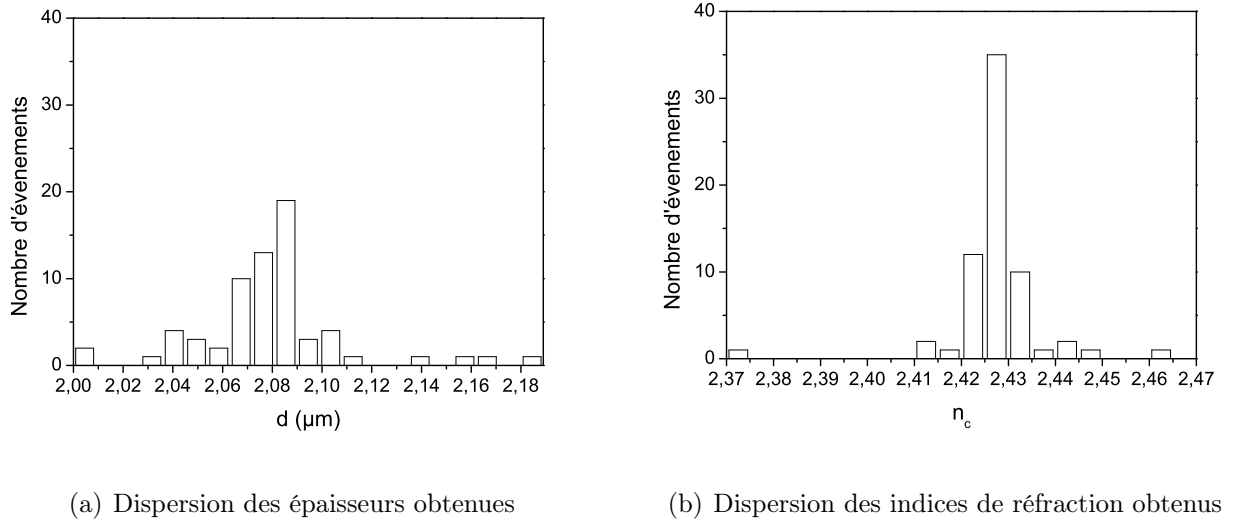 40
30
20
10
0
Nombre d'évenements
2,00 2,02 2,04 2,06 2,08 2,10 2,12 2,14 2,16 2,18
d (µm)
(a) Dispersion des épaisseurs obtenues
40
30
20
10
0
Nombre d'évenements
2,37 2,38 2,39 2,40 2,41 2,42 2,43 2,44 2,45 2,46 2,47
n_c
(b) Dispersion des indices de réfraction obtenus